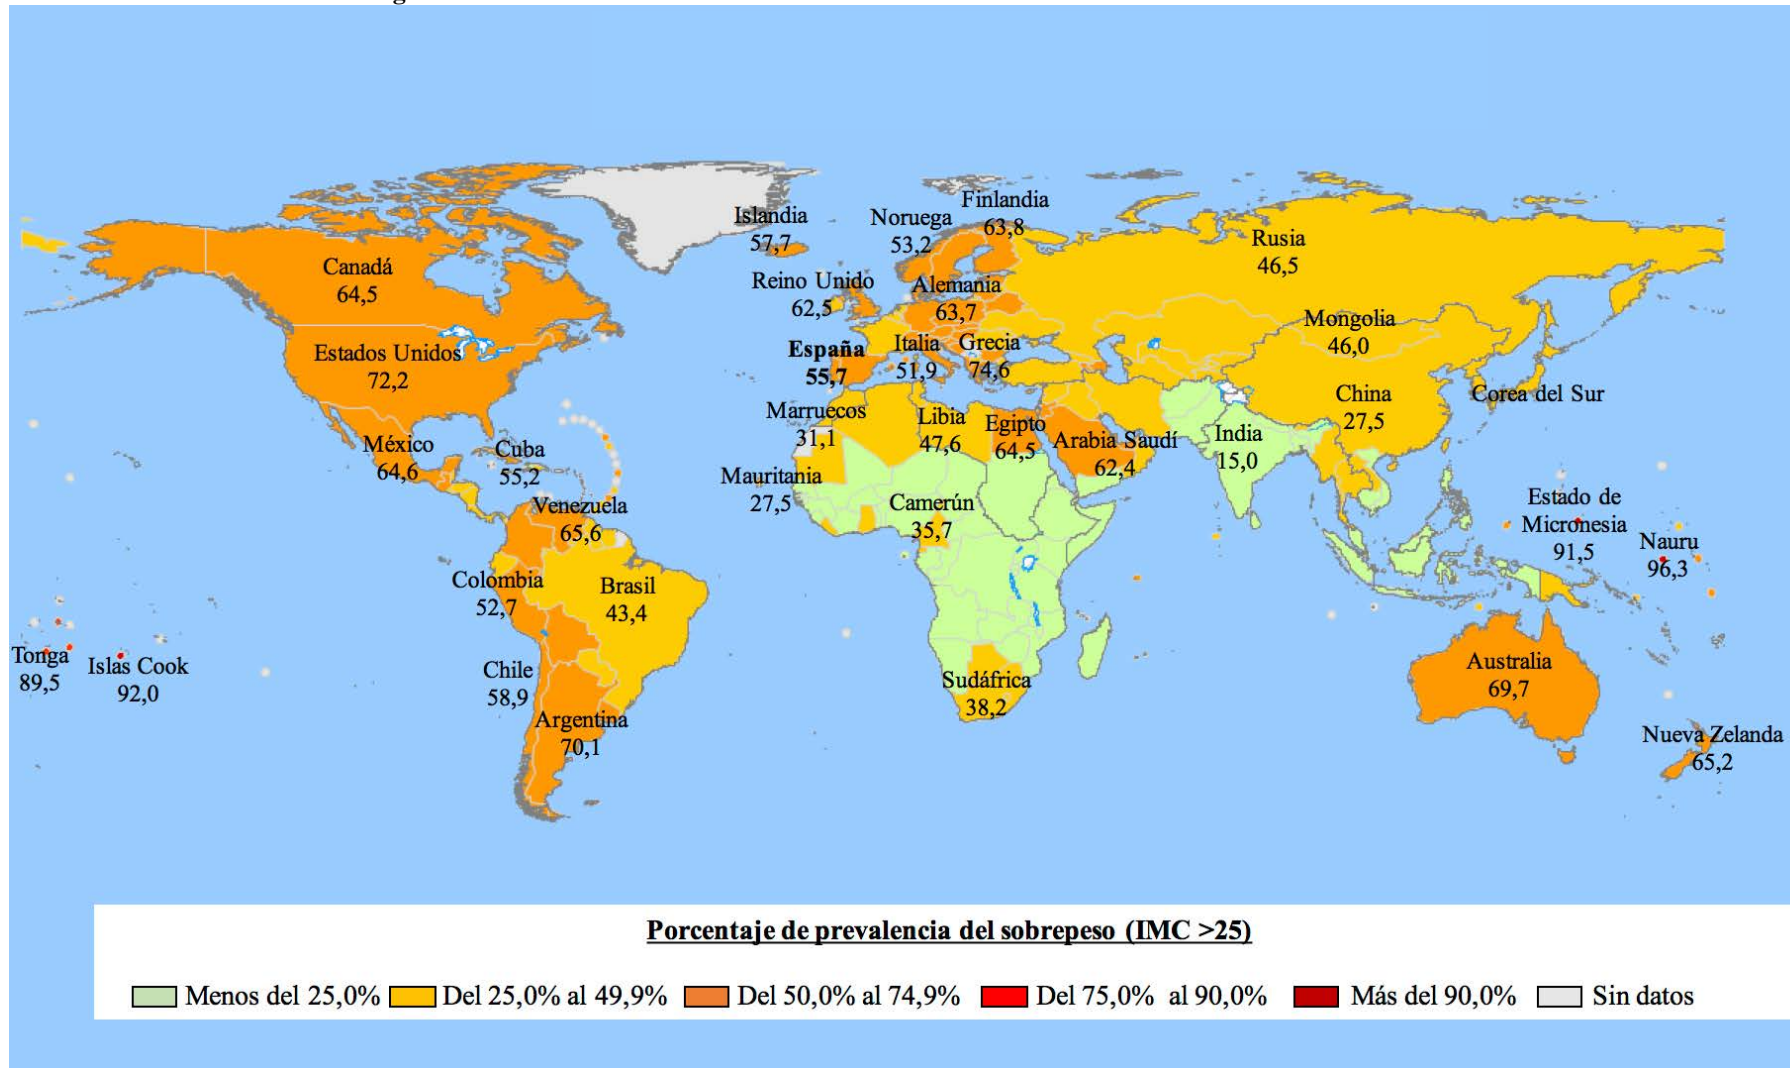 Islandia
57,7
Noruega
53,2
Finlandia
63,8
Rusia
46,5
Canadá
64,5
Reino Unido
62,5
Alemania
63,7
Mongolia
46,0
Estados Unidos
72,2
España
55,7
Italia
51,9
Grecia
74,6
China
27,5
Corea del Sur
Marruecos
31,1
Libia
47,6
Egipto
64,5
Arabia Saudí
62,4
India
15,0
México
64,6
Cuba
55,2
Mauritania
27,5
Camerún
35,7
Venezuela
65,6
Estado de
Micronesia
91,5
Nauru
96,3
Colombia
52,7
Brasil
43,4
Tonga
89,5
Islas Cook
92,0
Chile
58,9
Argentina
70,1
Sudáfrica
38,2
Australia
69,7
Nueva Zelanda
65,2
Porcentaje de prevalencia del sobrepeso (IMC >25)
Menos del 25,0% Del 25,0% al 49,9% Del 50,0% al 74,9% Del 75,0% al 90,0% Más del 90,0% Sin datos